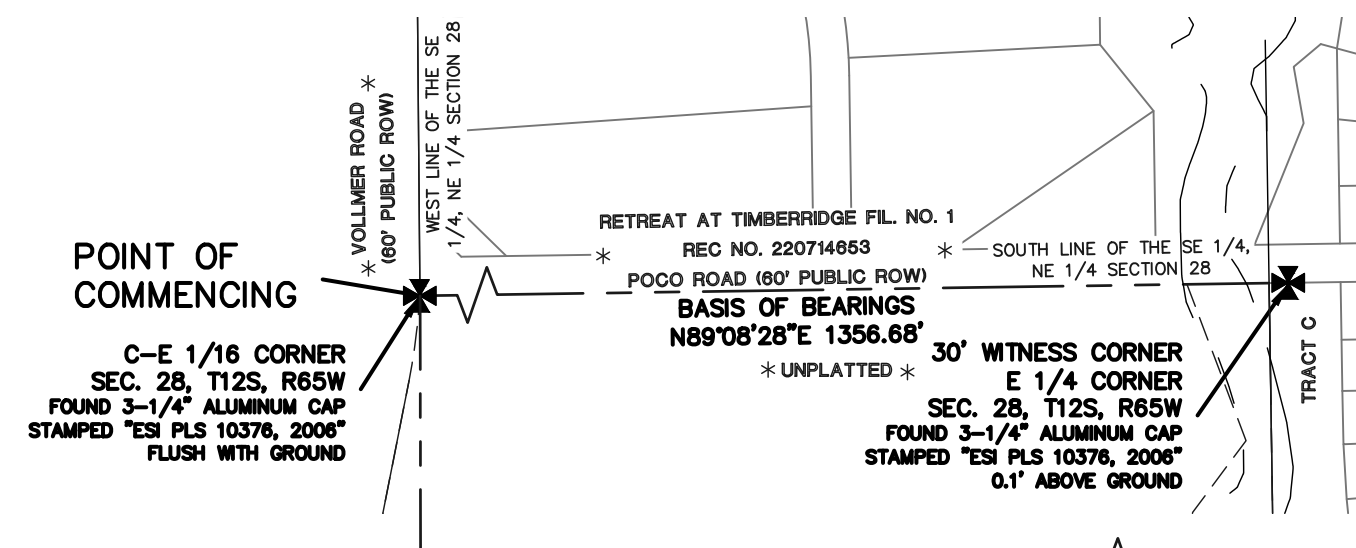 VOLLMER ROAD
(60' PUBLIC ROW)
WEST LINE OF THE SE
1/4, NE 1/4 SECTION 28
POINT OF
COMMENCING
RETREAT AT TIMBERRIDGE FIL. NO. 1
REC NO. 220714653
POCO ROAD (60' PUBLIC ROW)
SOUTH LINE OF THE SE 1/4,
NE 1/4 SECTION 28
BASIS OF BEARINGS
N89°08'28"E 1356.68'
UNPLATTED
C-E 1/16 CORNER
SEC. 28, T12S, R65W
FOUND 3-1/4" ALUMINUM CAP
STAMPED "ESI PLS 10376, 2006"
FLUSH WITH GROUND
30' WITNESS CORNER
E 1/4 CORNER
SEC. 28, T12S, R65W
FOUND 3-1/4" ALUMINUM CAP
STAMPED "ESI PLS 10376, 2006"
0.1' ABOVE GROUND
TRACT C